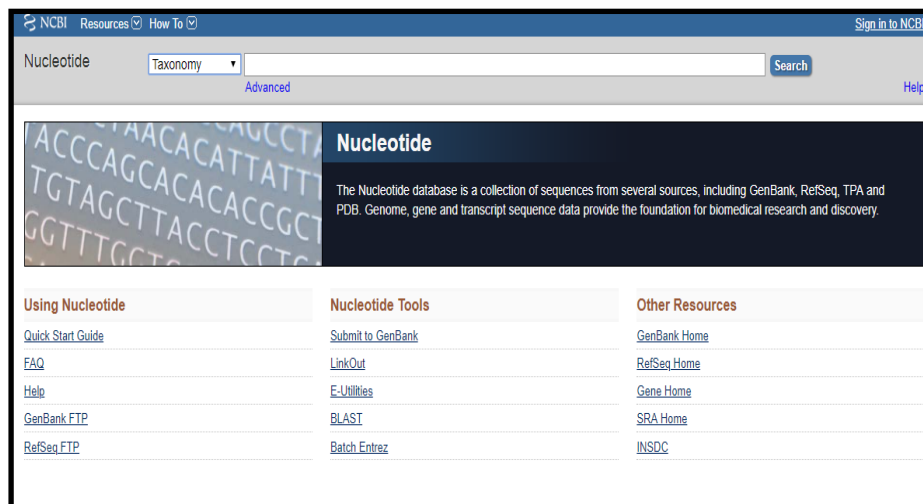 NCBI Resources How To Sign in to NCBI
Nucleotide Taxonomy Search
Advanced Help
ACCCAGCACACACCGCT
TGTAGCTTACCTCCTC
Nucleotide
The Nucleotide database is a collection of sequences from several sources, including GenBank, RefSeq, TPA and
PDB. Genome, gene and transcript sequence data provide the foundation for biomedical research and discovery.
Using Nucleotide
Quick Start Guide
FAQ
Help
GenBank FTP
RefSeq FTP
Nucleotide Tools
Submit to GenBank
LinkOut
E-Utilities
BLAST
Batch Entrez
Other Resources
GenBank Home
RefSeq Home
Gene Home
SRA Home
INSDC